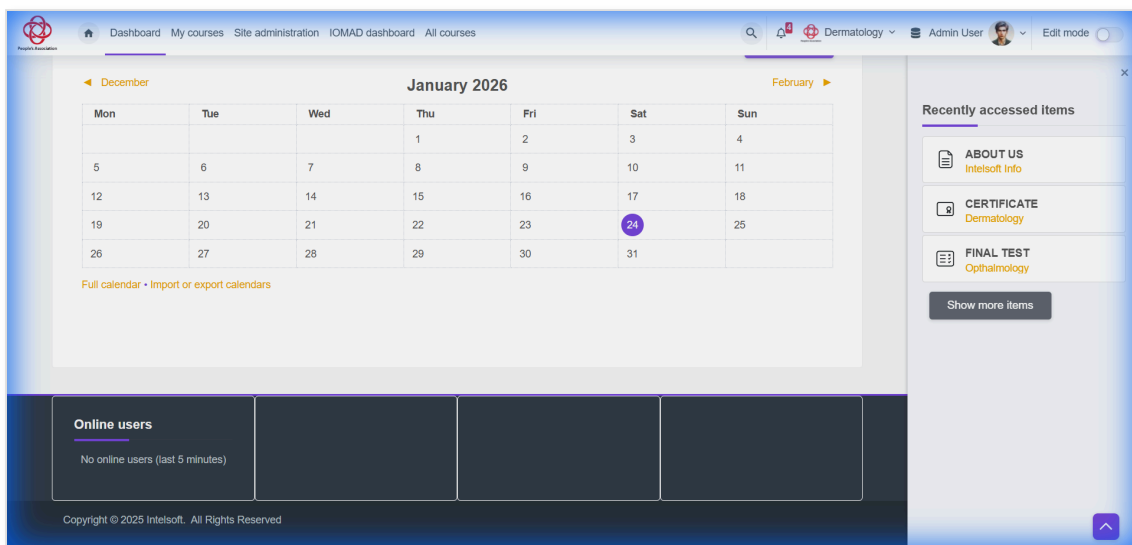 People's Association
Dashboard My courses Site administration IOMAD dashboard All courses
4
Dermatology
Admin User
Edit mode
◄ December
January 2026
February ►
Mon Tue Wed Thu Fri Sat Sun
1 2 3 4
5 6 7 8 9 10 11
12 13 14 15 16 17 18
19 20 21 22 23 24 25
26 27 28 29 30 31
Full calendar • Import or export calendars
Recently accessed items
ABOUT US
Intelsoft Info
CERTIFICATE
Dermatology
FINAL TEST
Opthalmology
Show more items
Online users
No online users (last 5 minutes)
Copyright © 2025 Intelsoft. All Rights Reserved